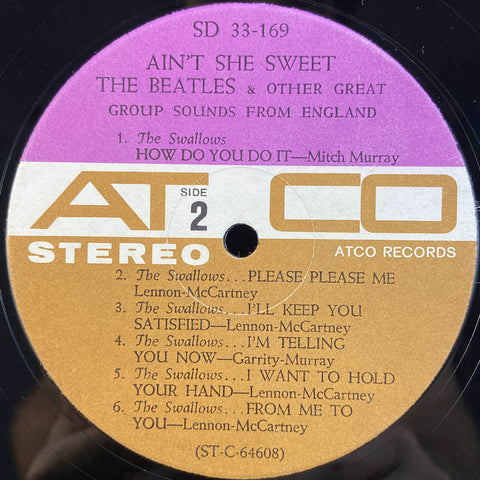 SD 33-169
AIN'T SHE SWEET
THE BEATLES & OTHER GREAT
GROUP SOUNDS FROM ENGLAND
1. The Swallows
HOW DO YOU DO IT—Mitch Murray
ATCO
SIDE
2
STEREO
ATCO RECORDS
2. The Swallows...PLEASE PLEASE ME
Lennon-McCartney
3. The Swallows...I'LL KEEP YOU
SATISFIED—Lennon-McCartney
4. The Swallows...I'M TELLING
YOU NOW—Garrity-Murray
5. The Swallows...I WANT TO HOLD
YOUR HAND—Lennon-McCartney
6. The Swallows...FROM ME TO
YOU—Lennon-McCartney
(ST-C-64608)